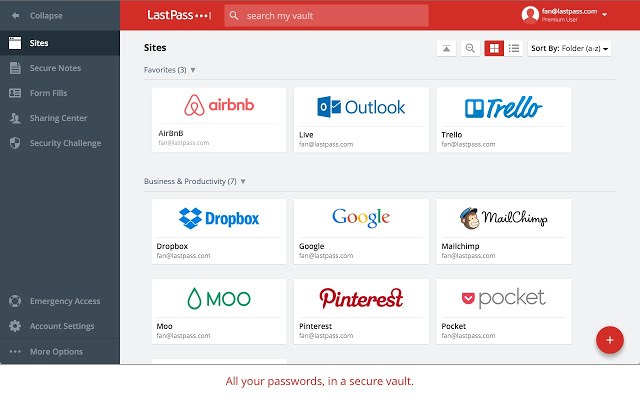 Collapse
LastPass •••|
search my vault
fan@lastpass.com
Premium User
Sites
Secure Notes
Form Fills
Sharing Center
Security Challenge
Emergency Access
Account Settings
More Options
Sites
Sort By: Folder (a-z)
Favorites (3)
airbnb
Outlook
Trello
AirBnB
Live
Trello
fan@lastpass.com
fan@lastpass.com
fan@lastpass.com
Business & Productivity (7)
Dropbox
Google
MailChimp
Dropbox
Google
Mailchimp
fan@lastpass.com
fan@lastpass.com
fan@lastpass.com
MOO
Pinterest
pocket
Moo
Pinterest
Pocket
fan@lastpass.com
fan@lastpass.com
fan@lastpass.com
All your passwords, in a secure vault.